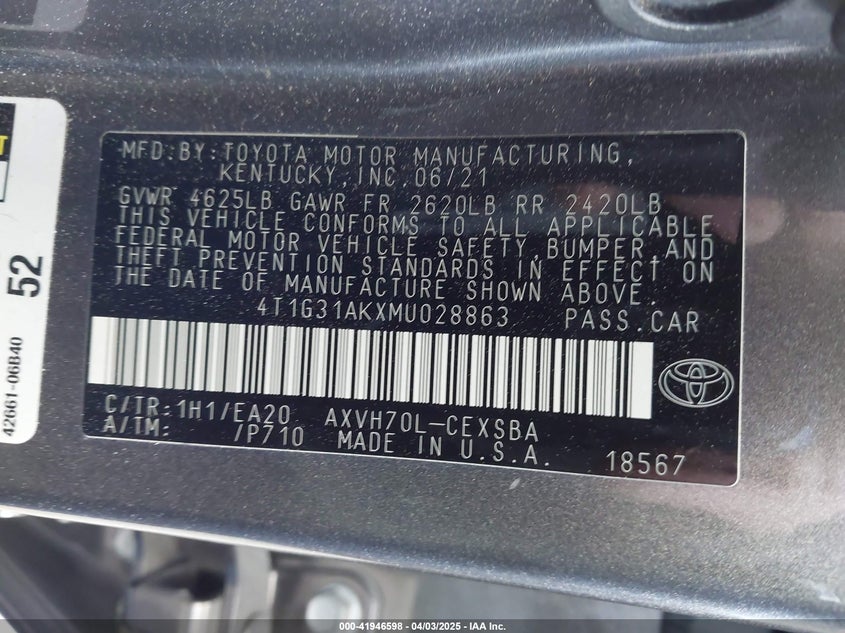 MFD.BY:TOYOTA MOTOR MANUFACTURING,
KENTUCKY,INC.06/21
GVWR 4625LB GAWR FR 2620LB RR 2420LB
THIS VEHICLE CONFORMS TO ALL APPLICABLE
FEDERAL MOTOR VEHICLE SAFETY,BUMPER,AND
THEFT PREVENTION STANDARDS IN EFFECT ON
THE DATE OF MANUFACTURE SHOWN ABOVE.
4T1G31AKXMU028863 PASS.CAR
C/TR:1H1/EA20 AXVH70L-CEXSBA
A/TM: /P710 MADE IN U.S.A. 18567
52
42661-06B40
000-41946598 - 04/03/2025 - IAA Inc.